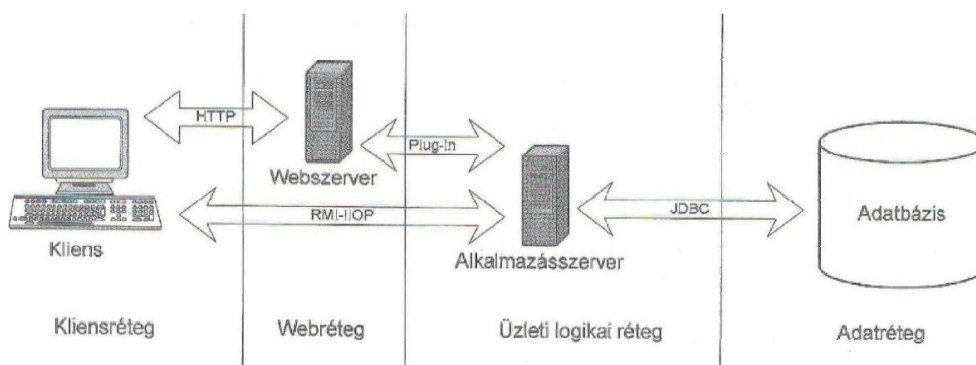 HTTP
Webszerver
Plug-In
RMI-IIOP
JDBC
Adatbázis
Kliens
Alkalmazásszerver
Kliensréteg
Webréteg
Üzleti logikai réteg
Adatréteg